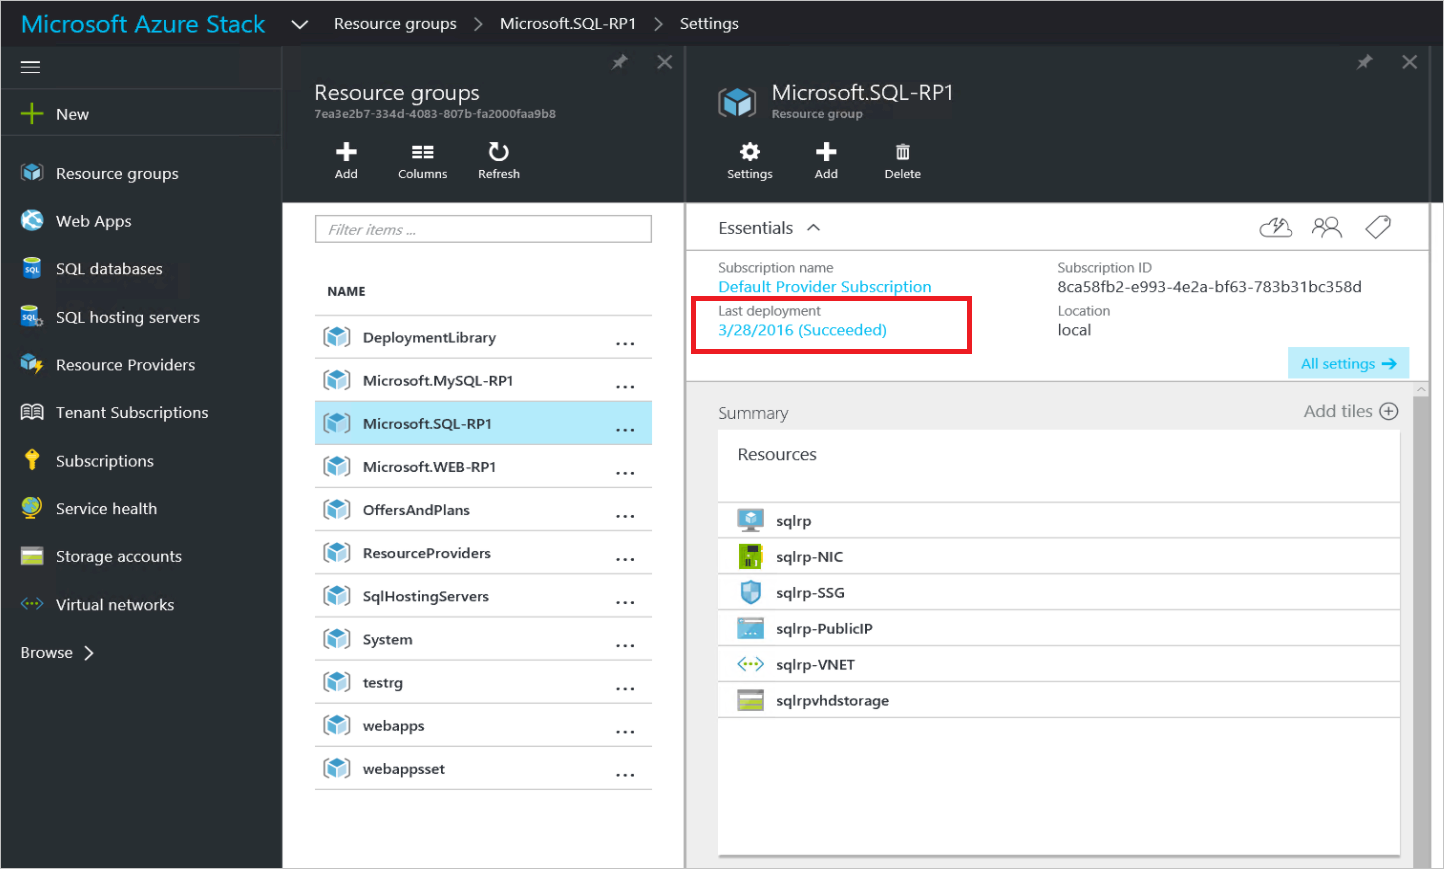 Microsoft Azure Stack
Resource groups > Microsoft.SQL-RP1 > Settings
New
Resource groups
Web Apps
SQL databases
SQL hosting servers
Resource Providers
Tenant Subscriptions
Subscriptions
Service health
Storage accounts
Virtual networks
Browse
Resource groups
7ea3e2b7-334d-4083-807b-fa2000faa9b8
Add
Columns
Refresh
Filter items ...
NAME
DeploymentLibrary
Microsoft.MySQL-RP1
Microsoft.SQL-RP1
Microsoft.WEB-RP1
OffersAndPlans
ResourceProviders
SqlHostingServers
System
testrg
webapps
webappsset
Microsoft.SQL-RP1
Resource group
Settings
Add
Delete
Essentials
Subscription name
Default Provider Subscription
Last deployment
3/28/2016 (Succeeded)
Subscription ID
8ca58fb2-e993-4e2a-bf63-783b31bc358d
Location
local
All settings
Summary
Add tiles
Resources
sqlrp
sqlrp-NIC
sqlrp-SSG
sqlrp-PublicIP
sqlrp-VNET
sqlrpvhdstorage